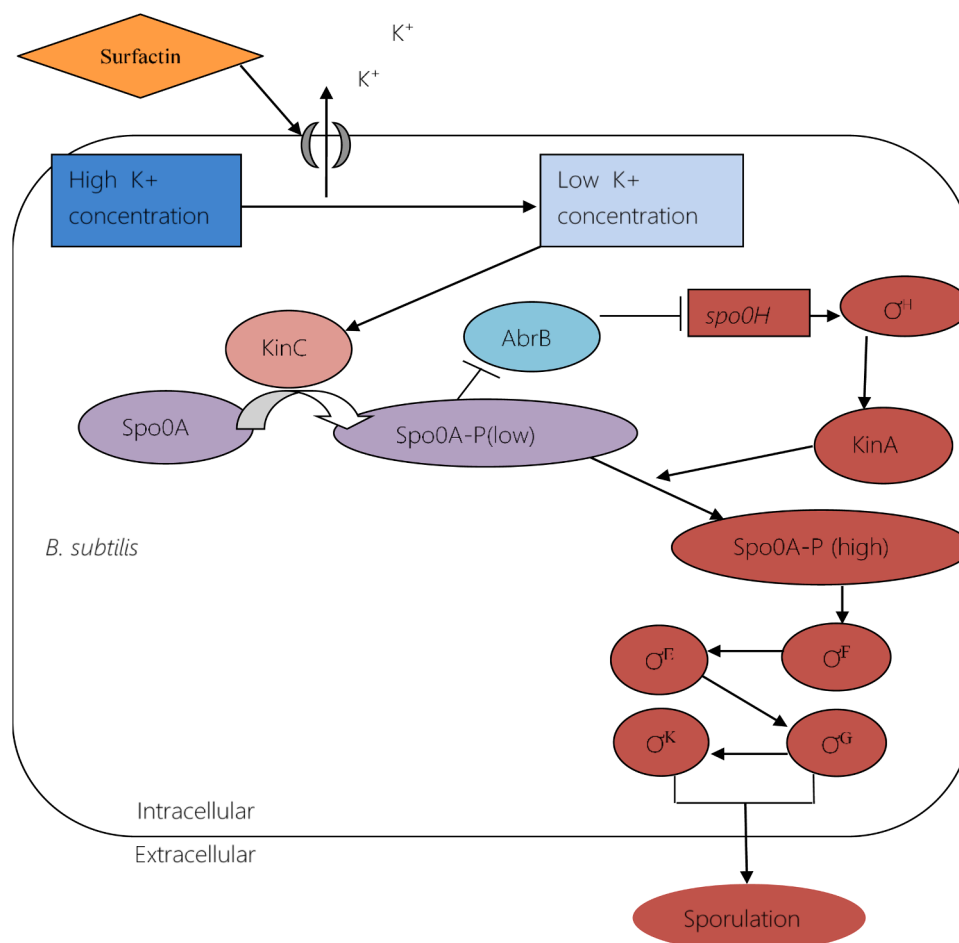 K⁺
Surfactin
K⁺
High K+
concentration
Low K+
concentration
spo0H
σᴴ
AbrB
KinC
Spo0A
Spo0A-P(low)
KinA
B. subtilis
Spo0A-P (high)
σᴱ
σꟳ
σᴷ
σᴳ
Intracellular
Extracellular
Sporulation